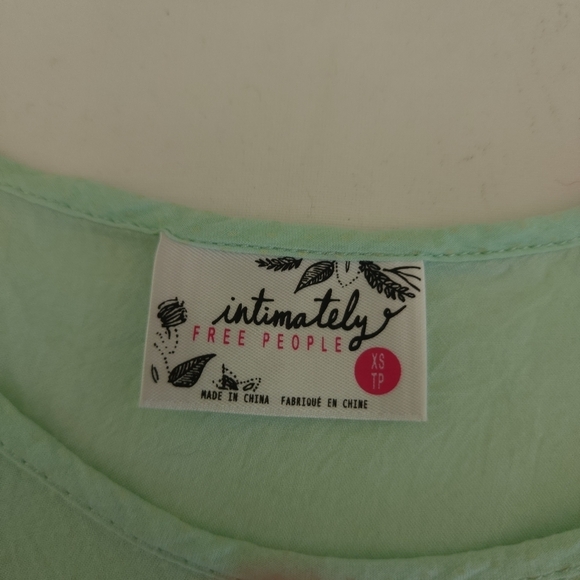 intimately
FREE PEOPLE
XS
TP
MADE IN CHINA FABRIQUÉ EN CHINE